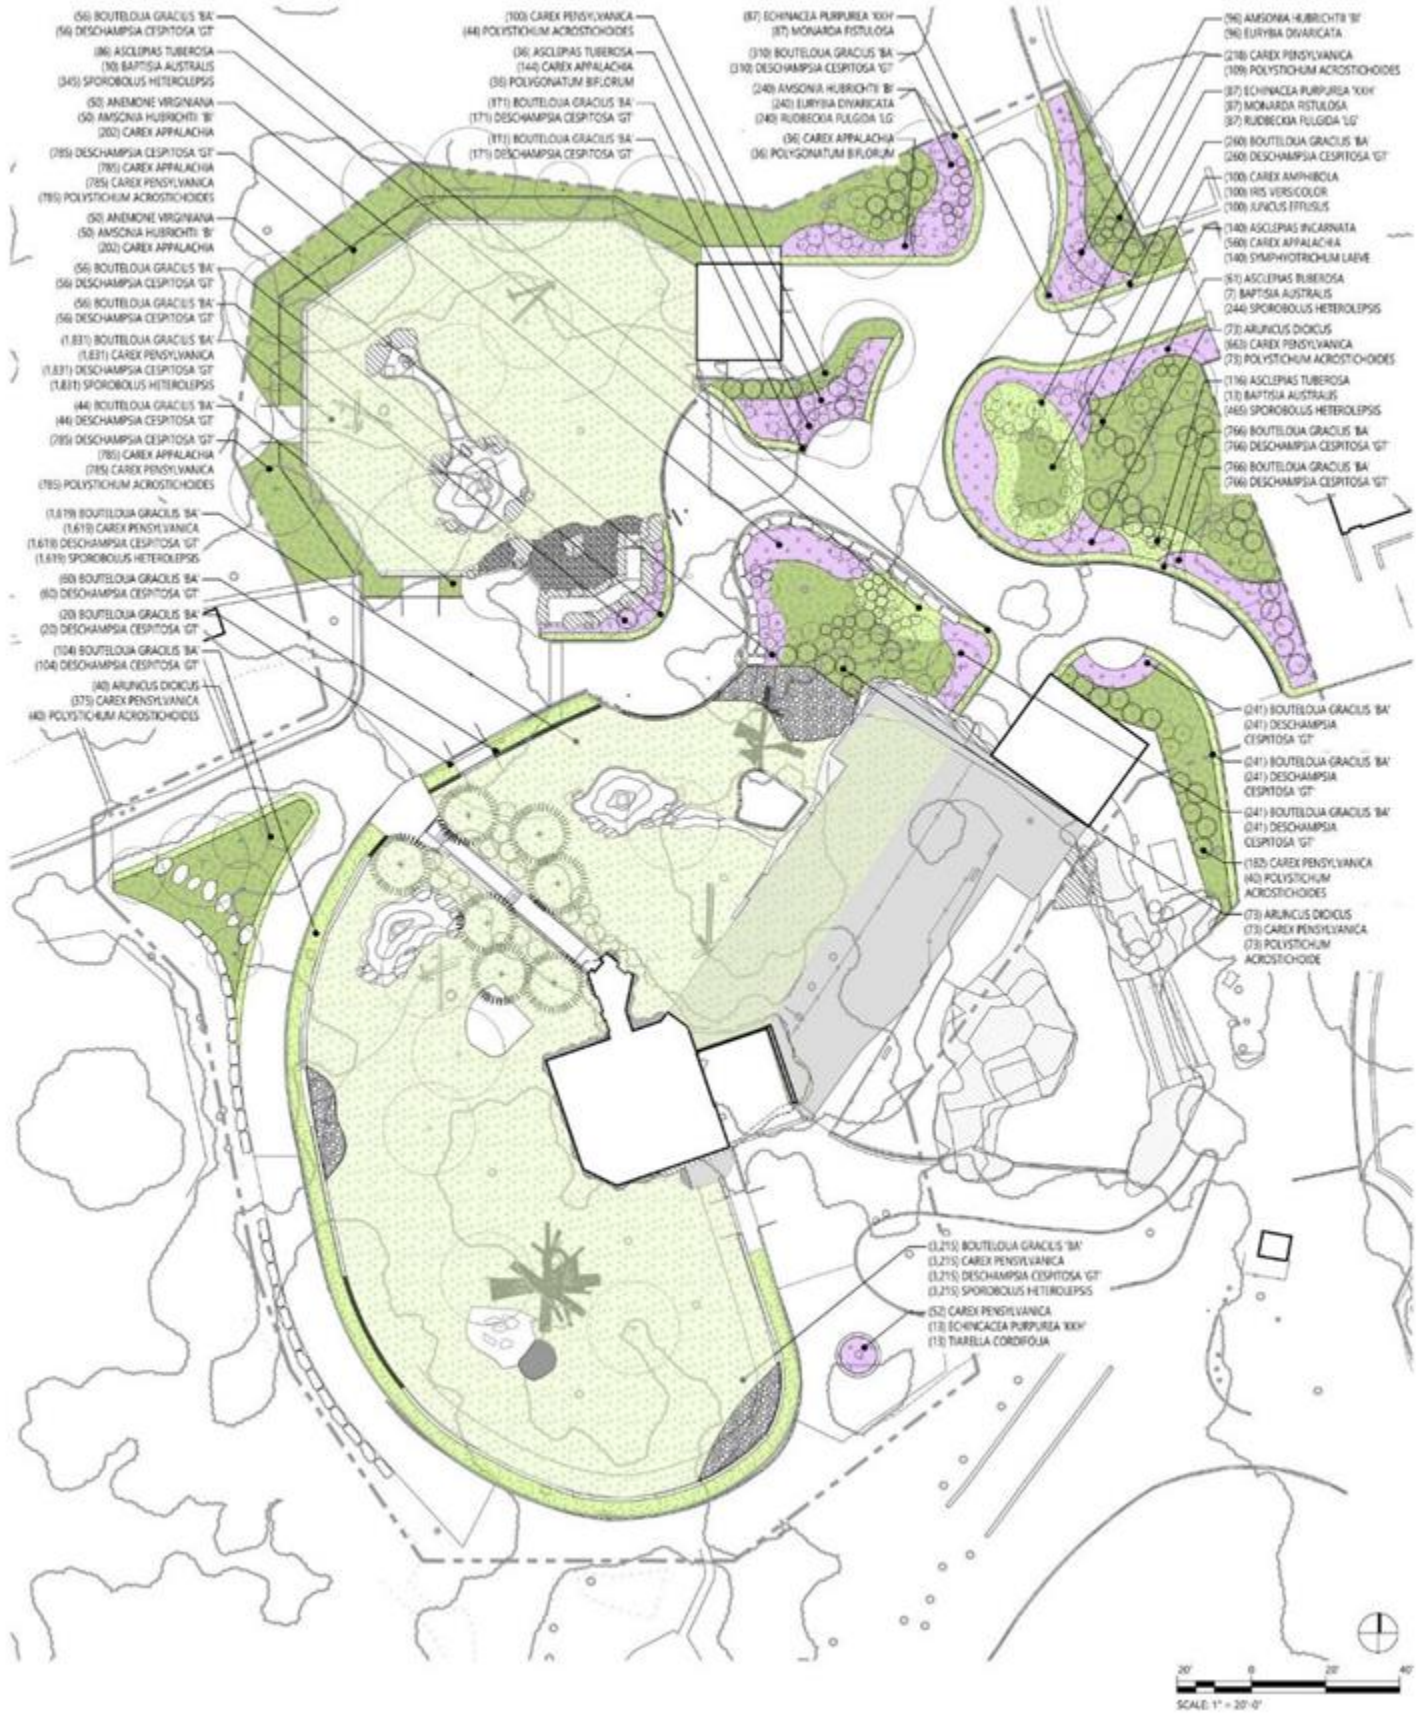 (56) BOUTELOUA GRACILIS 'BA'
(56) DESCHAMPSIA CESPITOSA 'GT'
(86) ASCLEPIAS TUBEROSA
(10) BAPTISIA AUSTRALIS
(345) SPOROBOLUS HETEROLEPSIS
(50) ANEMONE VIRGINIANA
(50) AMSONIA HUBRICHTII 'B'
(202) CAREX APPALACHIA
(785) DESCHAMPSIA CESPITOSA 'GT'
(785) CAREX APPALACHIA
(785) CAREX PENSYLVANICA
(785) POLYSTICHUM ACROSTICHOIDES
(50) ANEMONE VIRGINIANA
(50) AMSONIA HUBRICHTII 'B'
(202) CAREX APPALACHIA
(56) BOUTELOUA GRACILIS 'BA'
(56) DESCHAMPSIA CESPITOSA 'GT'
(56) BOUTELOUA GRACILIS 'BA'
(56) DESCHAMPSIA CESPITOSA 'GT'
(1,831) BOUTELOUA GRACILIS 'BA'
(1,831) CAREX PENSYLVANICA
(1,831) DESCHAMPSIA CESPITOSA 'GT'
(1,831) SPOROBOLUS HETEROLEPSIS
(44) BOUTELOUA GRACILIS 'BA'
(44) DESCHAMPSIA CESPITOSA 'GT'
(785) DESCHAMPSIA CESPITOSA 'GT'
(785) CAREX APPALACHIA
(785) CAREX PENSYLVANICA
(785) POLYSTICHUM ACROSTICHOIDES
(1,619) BOUTELOUA GRACILIS 'BA'
(1,619) CAREX PENSYLVANICA
(1,619) DESCHAMPSIA CESPITOSA 'GT'
(1,619) SPOROBOLUS HETEROLEPSIS
(60) BOUTELOUA GRACILIS 'BA'
(60) DESCHAMPSIA CESPITOSA 'GT'
(20) BOUTELOUA GRACILIS 'BA'
(20) DESCHAMPSIA CESPITOSA 'GT'
(104) BOUTELOUA GRACILIS 'BA'
(104) DESCHAMPSIA CESPITOSA 'GT'
(40) ARUNCUS DIOICUS
(375) CAREX PENSYLVANICA
(40) POLYSTICHUM ACROSTICHOIDES
(100) CAREX PENSYLVANICA
(44) POLYSTICHUM ACROSTICHOIDES
(36) ASCLEPIAS TUBEROSA
(144) CAREX APPALACHIA
(36) POLYGONATUM BIFLORUM
(171) BOUTELOUA GRACILIS 'BA'
(171) DESCHAMPSIA CESPITOSA 'GT'
(171) BOUTELOUA GRACILIS 'BA'
(171) DESCHAMPSIA CESPITOSA 'GT'
(87) ECHINACEA PURPUREA 'KKH'
(87) MONARDA FISTULOSA
(310) BOUTELOUA GRACILIS 'BA'
(310) DESCHAMPSIA CESPITOSA 'GT'
(240) AMSONIA HUBRICHTII 'B'
(240) EURYBIA DIVARICATA
(240) RUDBECKIA FULGIDA 'LG'
(36) CAREX APPALACHIA
(36) POLYGONATUM BIFLORUM
(96) AMSONIA HUBRICHTII 'B'
(96) EURYBIA DIVARICATA
(218) CAREX PENSYLVANICA
(109) POLYSTICHUM ACROSTICHOIDES
(87) ECHINACEA PURPUREA 'KKH'
(87) MONARDA FISTULOSA
(87) RUDBECKIA FULGIDA 'LG'
(260) BOUTELOUA GRACILIS 'BA'
(260) DESCHAMPSIA CESPITOSA 'GT'
(100) CAREX AMPHIBOLA
(100) IRIS VERSICOLOR
(100) JUNCUS EFFUSUS
(140) ASCLEPIAS INCARNATA
(560) CAREX APPALACHIA
(140) SYMPHYOTRICHUM LAEVE
(61) ASCLEPIAS TUBEROSA
(7) BAPTISIA AUSTRALIS
(244) SPOROBOLUS HETEROLEPSIS
(73) ARUNCUS DIOICUS
(663) CAREX PENSYLVANICA
(73) POLYSTICHUM ACROSTICHOIDES
(116) ASCLEPIAS TUBEROSA
(13) BAPTISIA AUSTRALIS
(465) SPOROBOLUS HETEROLEPSIS
(766) BOUTELOUA GRACILIS 'BA'
(766) DESCHAMPSIA CESPITOSA 'GT'
(766) BOUTELOUA GRACILIS 'BA'
(766) DESCHAMPSIA CESPITOSA 'GT'
(241) BOUTELOUA GRACILIS 'BA'
(241) DESCHAMPSIA
CESPITOSA 'GT'
(241) BOUTELOUA GRACILIS 'BA'
(241) DESCHAMPSIA
CESPITOSA 'GT'
(241) BOUTELOUA GRACILIS 'BA'
(241) DESCHAMPSIA
CESPITOSA 'GT'
(182) CAREX PENSYLVANICA
(40) POLYSTICHUM
ACROSTICHOIDES
(73) ARUNCUS DIOICUS
(73) CAREX PENSYLVANICA
(73) POLYSTICHUM
ACROSTICHOIDE
(3,215) BOUTELOUA GRACILIS 'BA'
(3,215) CAREX PENSYLVANICA
(3,215) DESCHAMPSIA CESPITOSA 'GT'
(3,215) SPOROBOLUS HETEROLEPSIS
(52) CAREX PENSYLVANICA
(13) ECHINCACEA PURPUREA 'KKH'
(13) TIARELLA CORDIFOLIA
20' 0 20' 40'
SCALE: 1" = 20'-0"